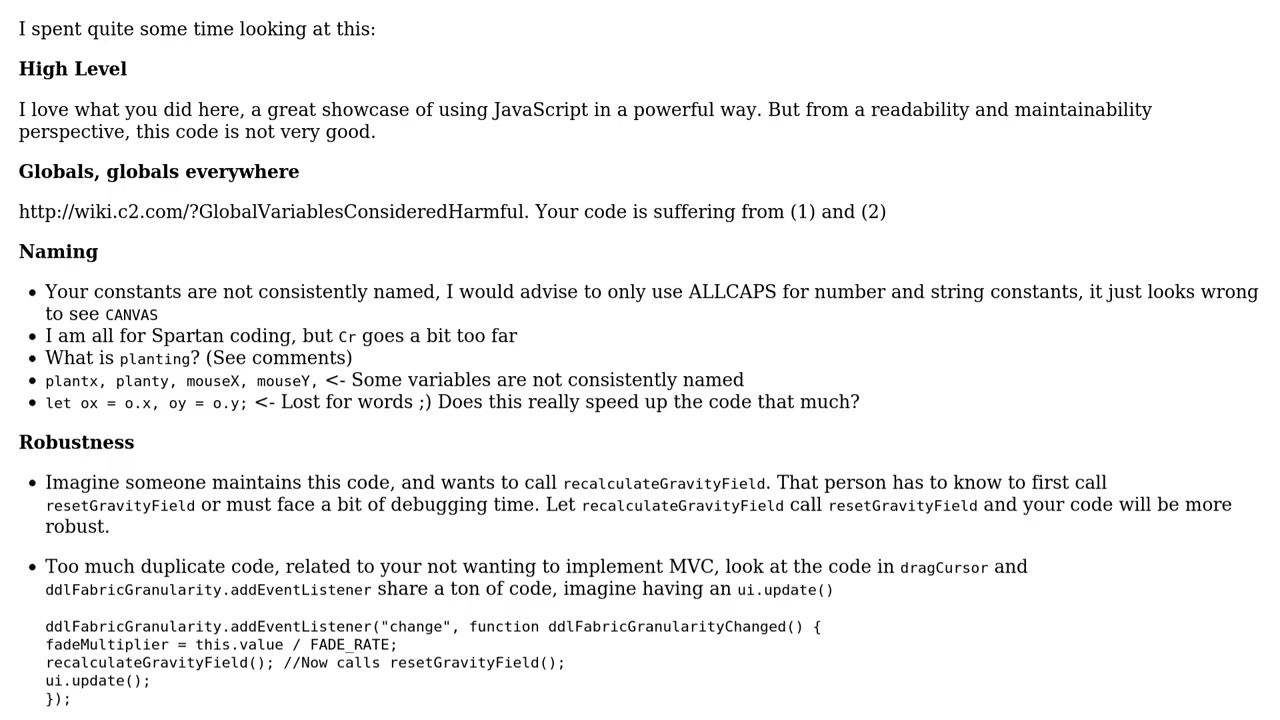 I spent quite some time looking at this:
High Level
I love what you did here, a great showcase of using JavaScript in a powerful way. But from a readability and maintainability
perspective, this code is not very good.
Globals, globals everywhere
http://wiki.c2.com/?GlobalVariablesConsideredHarmful. Your code is suffering from (1) and (2)
Naming
• Your constants are not consistently named, I would advise to only use ALLCAPS for number and string constants, it just looks wrong
to see CANVAS
• I am all for Spartan coding, but Cr goes a bit too far
• What is planting? (See comments)
• plantx, planty, mouseX, mouseY, <- Some variables are not consistently named
• let ox = o.x, oy = o.y; <- Lost for words ;) Does this really speed up the code that much?
Robustness
• Imagine someone maintains this code, and wants to call recalculateGravityField. That person has to know to first call
resetGravityField or must face a bit of debugging time. Let recalculateGravityField call resetGravityField and your code will be more
robust.
• Too much duplicate code, related to your not wanting to implement MVC, look at the code in dragCursor and
ddlFabricGranularity.addEventListener share a ton of code, imagine having an ui.update()
ddlFabricGranularity.addEventListener("change", function ddlFabricGranularityChanged() {
fadeMultiplier = this.value / FADE_RATE;
recalculateGravityField(); //Now calls resetGravityField();
ui.update();
});